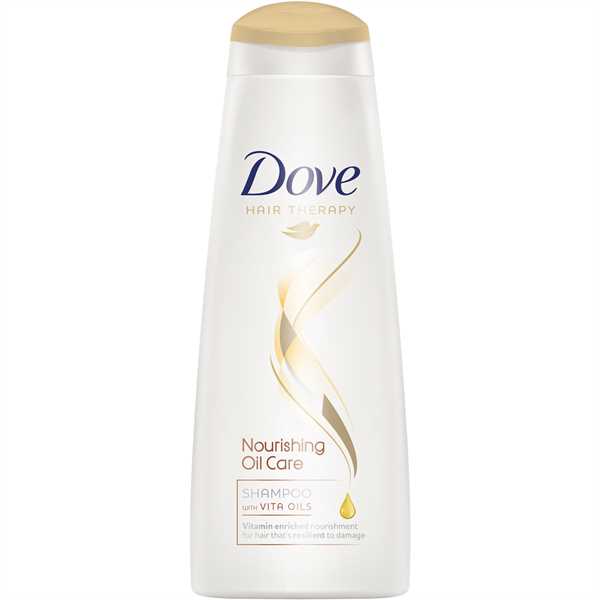 Dove
HAIR THERAPY
Nourishing
Oil Care
SHAMPOO
with VITA OILS
Vitamin enriched nourishment
for hair that's resilient to damage